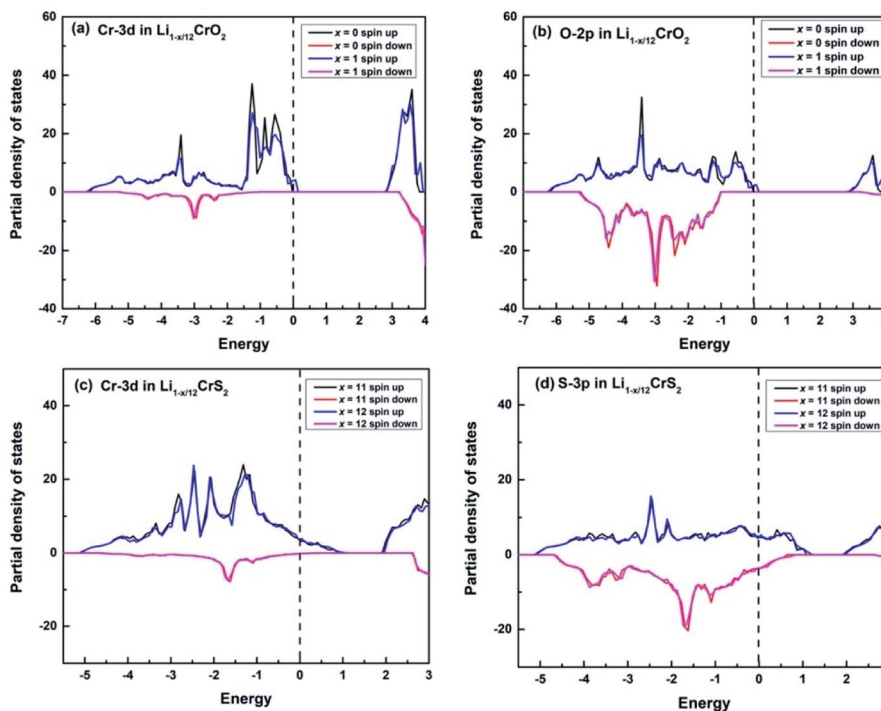 (a) Cr-3d in Li1-x/12CrO2
x = 0 spin up
x = 0 spin down
x = 1 spin up
x = 1 spin down
Partial density of states
60
40
20
0
-20
-40
-7 -6 -5 -4 -3 -2 -1 0 1 2 3 4
Energy
(b) O-2p in Li1-x/12CrO2
x = 0 spin up
x = 0 spin down
x = 1 spin up
x = 1 spin down
Partial density of states
60
40
20
0
-20
-40
-7 -6 -5 -4 -3 -2 -1 0 1 2 3
Energy
(c) Cr-3d in Li1-x/12CrS2
x = 11 spin up
x = 11 spin down
x = 12 spin up
x = 12 spin down
Partial density of states
40
20
0
-20
-5 -4 -3 -2 -1 0 1 2 3
Energy
(d) S-3p in Li1-x/12CrS2
x = 11 spin up
x = 11 spin down
x = 12 spin up
x = 12 spin down
Partial density of states
40
20
0
-20
-5 -4 -3 -2 -1 0 1 2
Energy